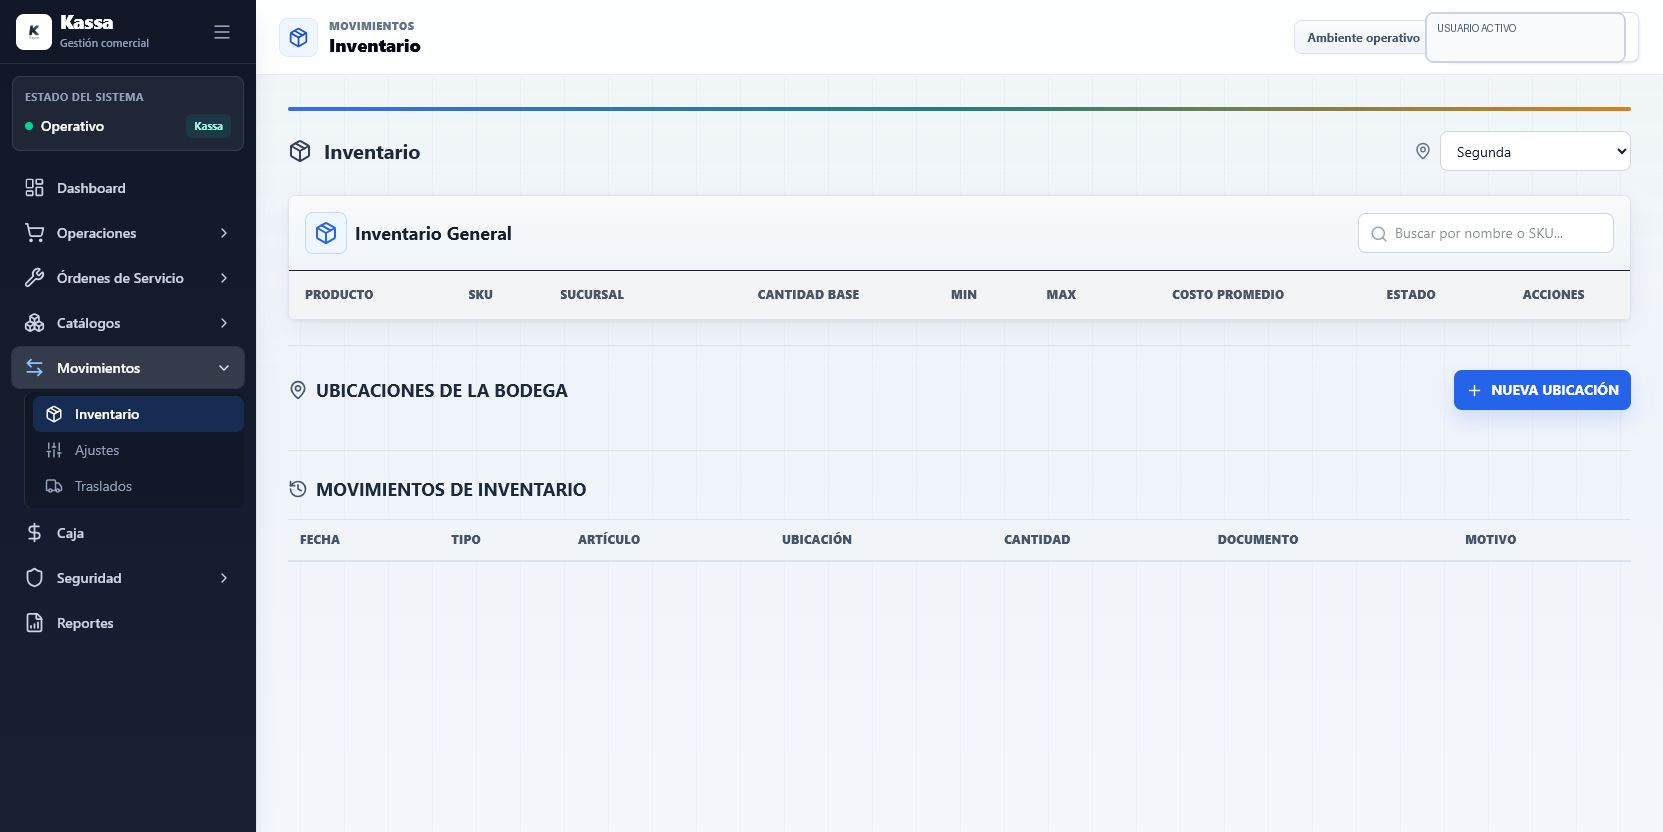 Kassa
Gestión comercial
ESTADO DEL SISTEMA
Operativo
Kassa
Dashboard
Operaciones
Órdenes de Servicio
Catálogos
Movimientos
Inventario
Ajustes
Traslados
Caja
Seguridad
Reportes
MOVIMIENTOS
Inventario
Ambiente operativo
USUARIO ACTIVO
Inventario
Segunda
Inventario General
Buscar por nombre o SKU...
PRODUCTO SKU SUCURSAL CANTIDAD BASE MIN MAX COSTO PROMEDIO ESTADO ACCIONES
UBICACIONES DE LA BODEGA
NUEVA UBICACIÓN
MOVIMIENTOS DE INVENTARIO
FECHA TIPO ARTÍCULO UBICACIÓN CANTIDAD DOCUMENTO MOTIVO